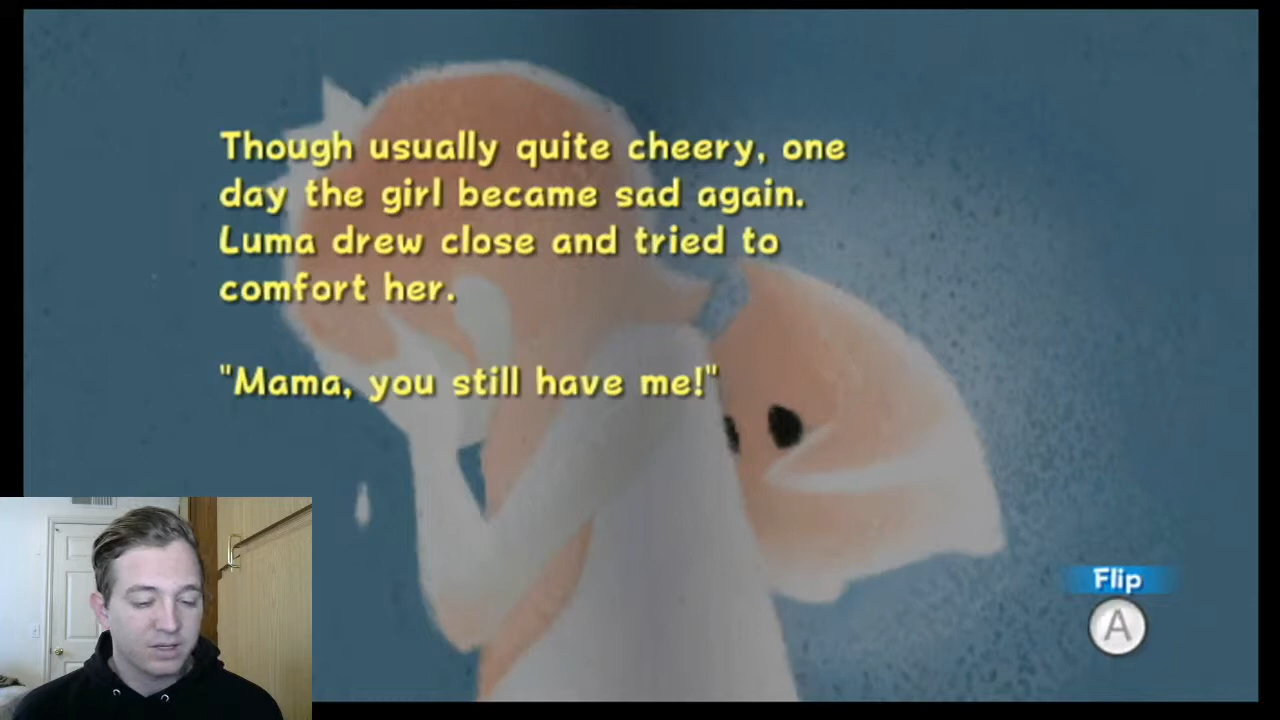 Though usually quite cheery, one
day the girl became sad again.
Luma drew close and tried to
comfort her.
"Mama, you still have me!"
Flip
A